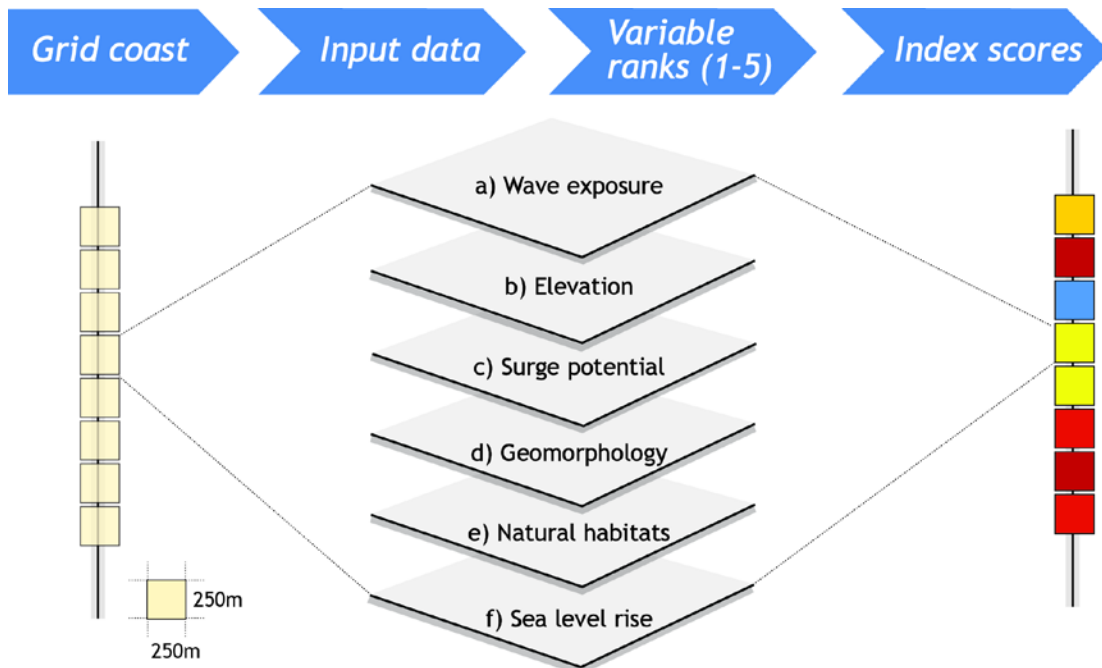 Grid coast
Input data
Variable
ranks (1-5)
Index scores
a) Wave exposure
b) Elevation
c) Surge potential
d) Geomorphology
e) Natural habitats
f) Sea level rise
250m
250m